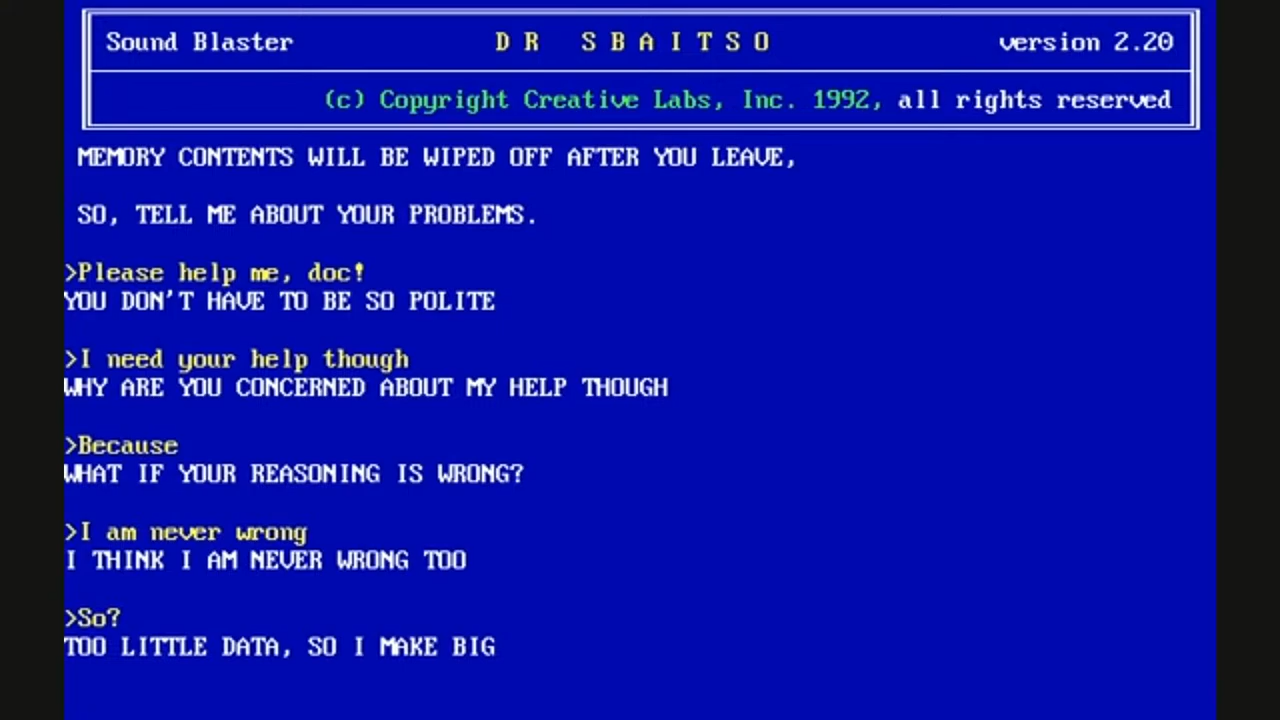 Sound Blaster D R S B A I T S O version 2.20
(c) Copyright Creative Labs, Inc. 1992, all rights reserved
MEMORY CONTENTS WILL BE WIPED OFF AFTER YOU LEAVE,
SO, TELL ME ABOUT YOUR PROBLEMS.
>Please help me, doc!
YOU DON'T HAVE TO BE SO POLITE
>I need your help though
WHY ARE YOU CONCERNED ABOUT MY HELP THOUGH
>Because
WHAT IF YOUR REASONING IS WRONG?
>I am never wrong
I THINK I AM NEVER WRONG TOO
>So?
TOO LITTLE DATA, SO I MAKE BIG